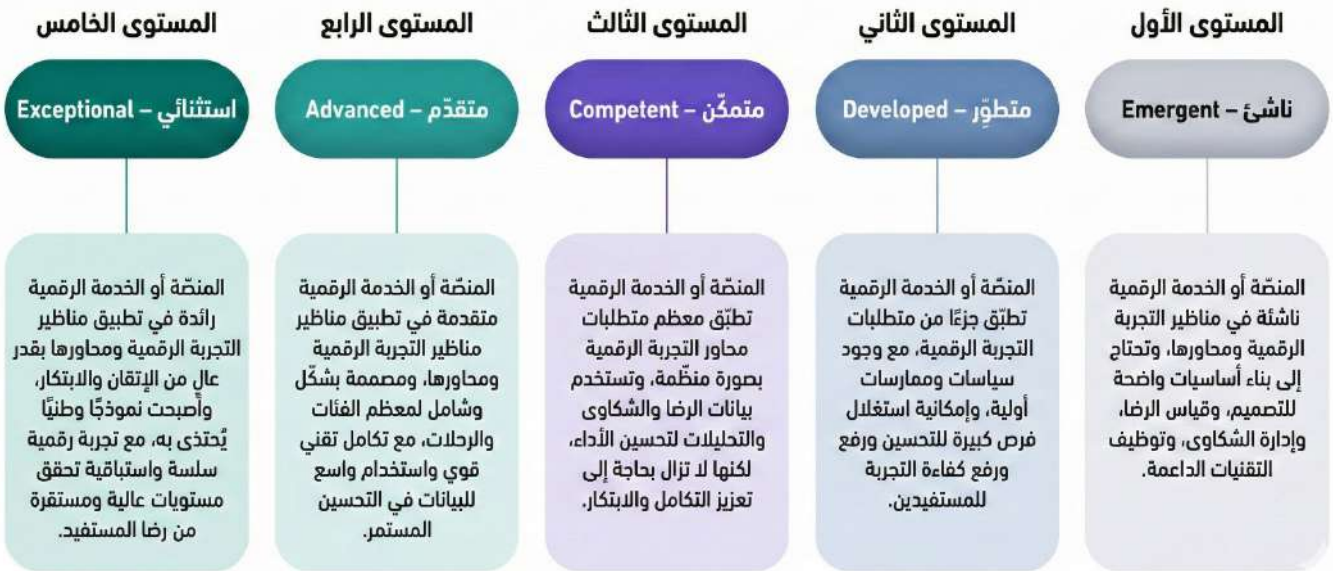 المستوى الأول
ناشئ – Emergent
المنصّة أو الخدمة الرقمية
ناشئة في مناظير التجربة
الرقمية ومحاورها، وتحتاج
إلى بناء أساسيات واضحة
للتصميم، وقياس الرضا،
وإدارة الشكاوى، وتوظيف
التقنيات الداعمة.
المستوى الثاني
متطوِّر – Developed
المنصّة أو الخدمة الرقمية
تطبّق جزءًا من متطلبات
التجربة الرقمية، مع وجود
سياسات وممارسات
أولية، وإمكانية استغلال
فرص كبيرة للتحسين ورفع
ورفع كفاءة التجربة
للمستفيدين.
المستوى الثالث
متمكّن – Competent
المنصّة أو الخدمة الرقمية
تطبّق معظم متطلبات
محاور التجربة الرقمية
بصورة منظّمة، وتستخدم
بيانات الرضا والشكاوى
والتحليلات لتحسين الأداء،
لكنها لا تزال بحاجة إلى
تعزيز التكامل والابتكار.
المستوى الرابع
متقدّم – Advanced
المنصّة أو الخدمة الرقمية
متقدمة في تطبيق مناظير
مناظير التجربة الرقمية
ومحاورها، ومصممة بشكّل
وشامل لمعظم الفئات
والرحلات، مع تكامل تقني
قوي واستخدام واسع
للبيانات في التحسين
المستمر.
المستوى الخامس
استثنائي – Exceptional
المنصّة أو الخدمة الرقمية
رائدة في تطبيق مناظير
التجربة الرقمية ومحاورها بقدر
عالٍ من الإتقان والابتكار،
وأصبحت نموذجًا وطنيًا
يُحتذى به، مع تجربة رقمية
سلسة واستباقية تحقق
مستويات عالية ومستقرة
من رضا المستفيد.